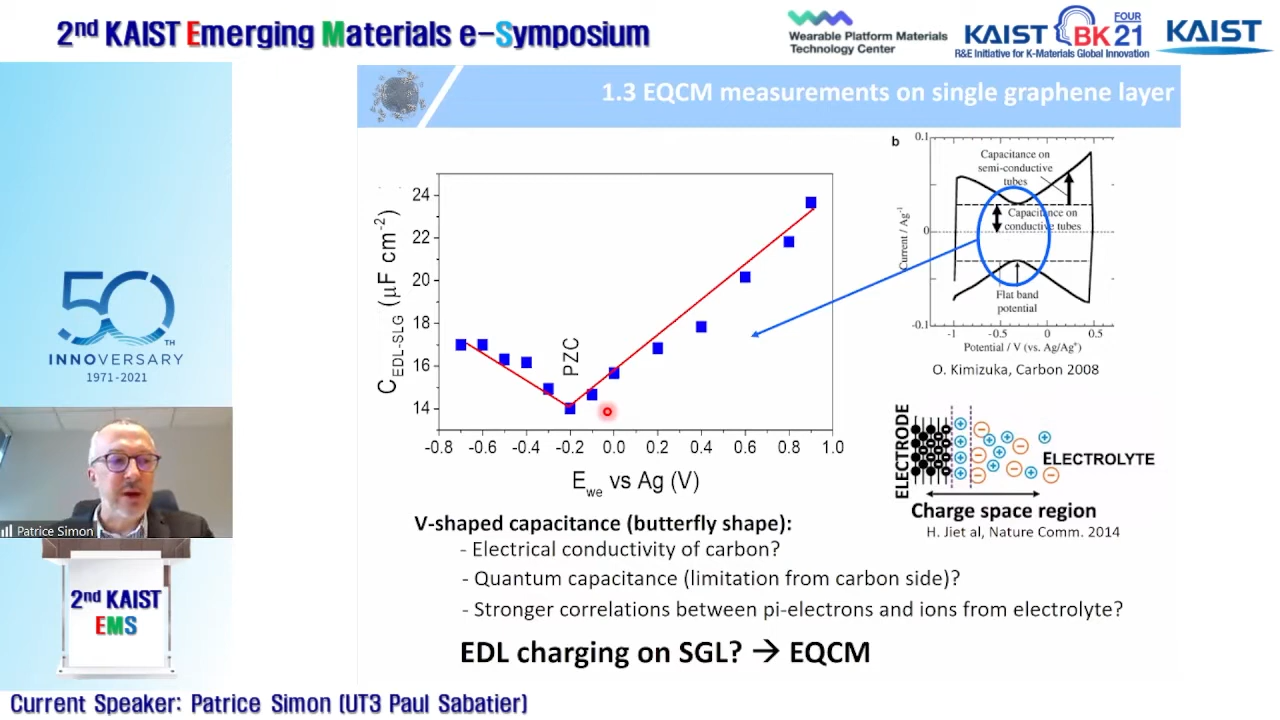 2nd KAIST Emerging Materials e-Symposium
Wearable Platform Materials
Technology Center
KAIST BK FOUR 21
R&E Initiative for K-Materials Global Innovation
KAIST
1.3 EQCM measurements on single graphene layer
50TH
INNOVERSARY
1971-2021
Patrice Simon
2nd KAIST
EMS
CEDL-SLG (μF cm-2)
24
22
20
18
16
14
PZC
-0.8 -0.6 -0.4 -0.2 0.0 0.2 0.4 0.6 0.8 1.0
Ewe vs Ag (V)
b
0.1
0
-0.1
Current / Ag-1
Capacitance on
semi-conductive
tubes
Capacitance on
conductive tubes
Flat band
potential
-1 -0.5 0 0.5
Potential / V (vs. Ag/Ag+)
O. Kimizuka, Carbon 2008
ELECTRODE
ELECTROLYTE
Charge space region
H. Jiet al, Nature Comm. 2014
V-shaped capacitance (butterfly shape):
- Electrical conductivity of carbon?
- Quantum capacitance (limitation from carbon side)?
- Stronger correlations between pi-electrons and ions from electrolyte?
EDL charging on SGL? → EQCM
Current Speaker: Patrice Simon (UT3 Paul Sabatier)